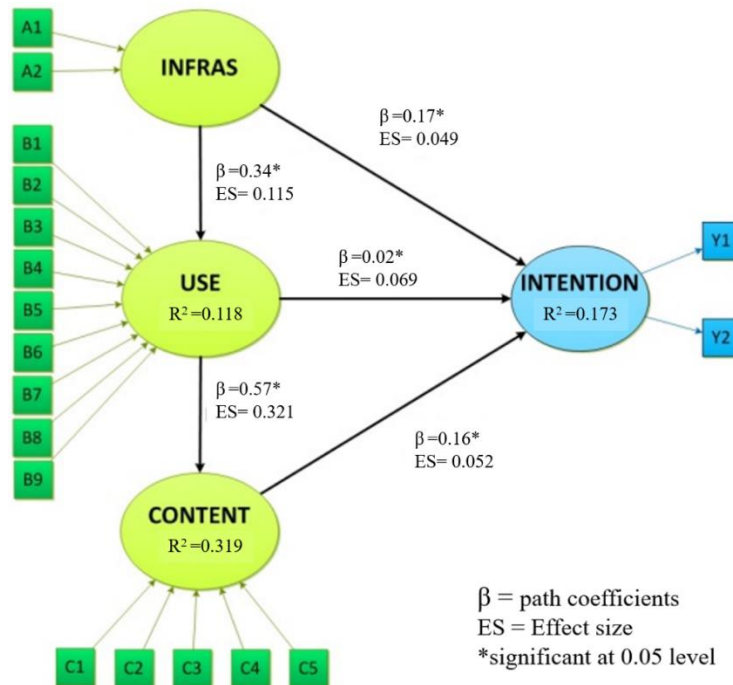 A1
A2
INFRAS
β=0.17*
ES= 0.049
β=0.34*
ES= 0.115
B1
B2
B3
B4
B5
B6
B7
B8
B9
USE
R²=0.118
β=0.02*
ES= 0.069
INTENTION
R²=0.173
Y1
Y2
β=0.57*
ES= 0.321
β=0.16*
ES= 0.052
CONTENT
R²=0.319
C1
C2
C3
C4
C5
β = path coefficients
ES = Effect size
*significant at 0.05 level